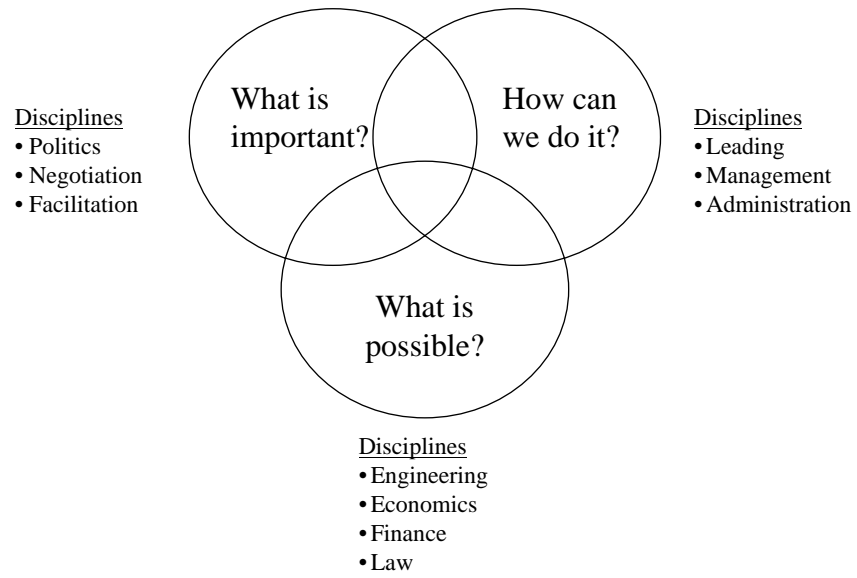 What is
important?
How can
we do it?
Disciplines
• Politics
• Negotiation
• Facilitation
Disciplines
• Leading
• Management
• Administration
What is
possible?
Disciplines
• Engineering
• Economics
• Finance
• Law